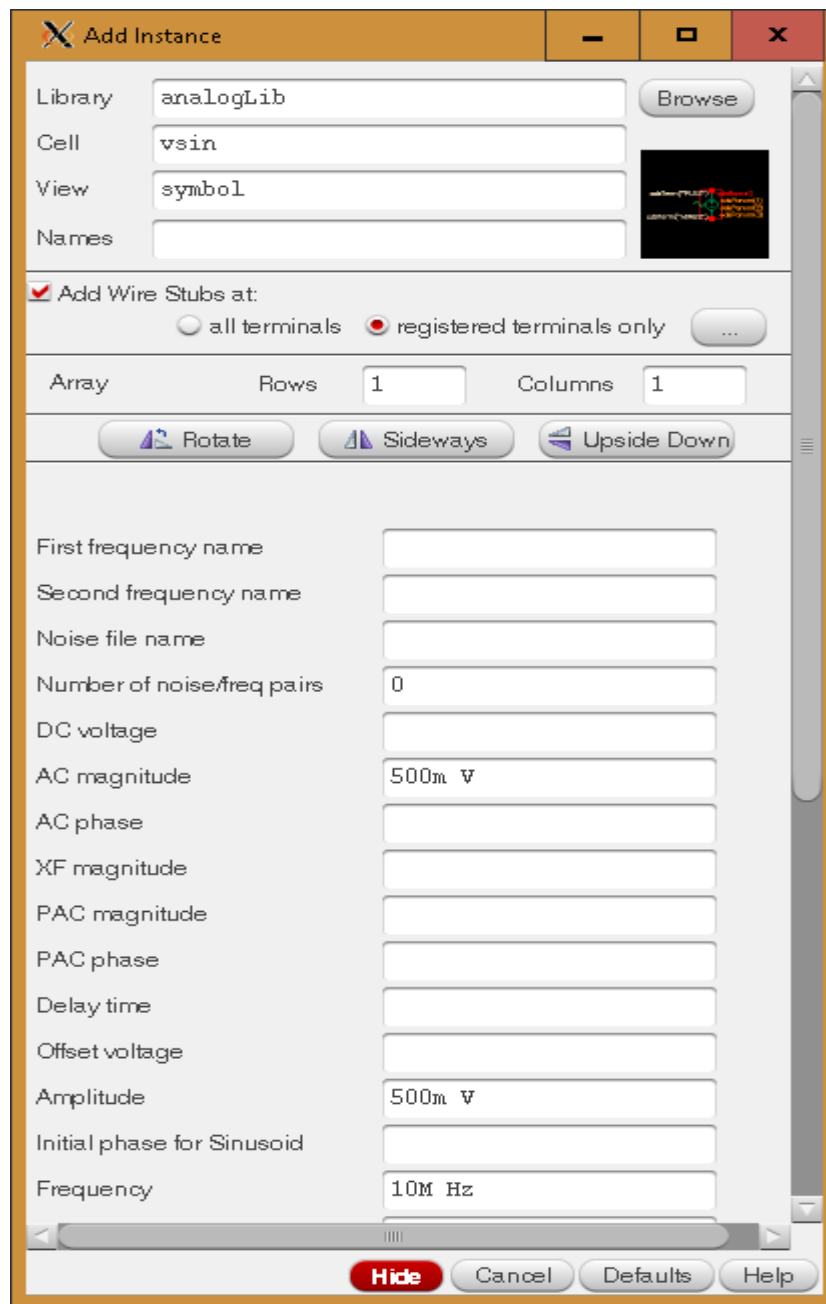 Add Instance
Library analogLib Browse
Cell vsin
View symbol
Names
Add Wire Stubs at:
all terminals registered terminals only ...
Array Rows 1 Columns 1
Rotate Sideways Upside Down
First frequency name
Second frequency name
Noise file name
Number of noise/freq pairs 0
DC voltage
AC magnitude 500m V
AC phase
XF magnitude
PAC magnitude
PAC phase
Delay time
Offset voltage
Amplitude 500m V
Initial phase for Sinusoid
Frequency 10M Hz
Hide Cancel Defaults Help